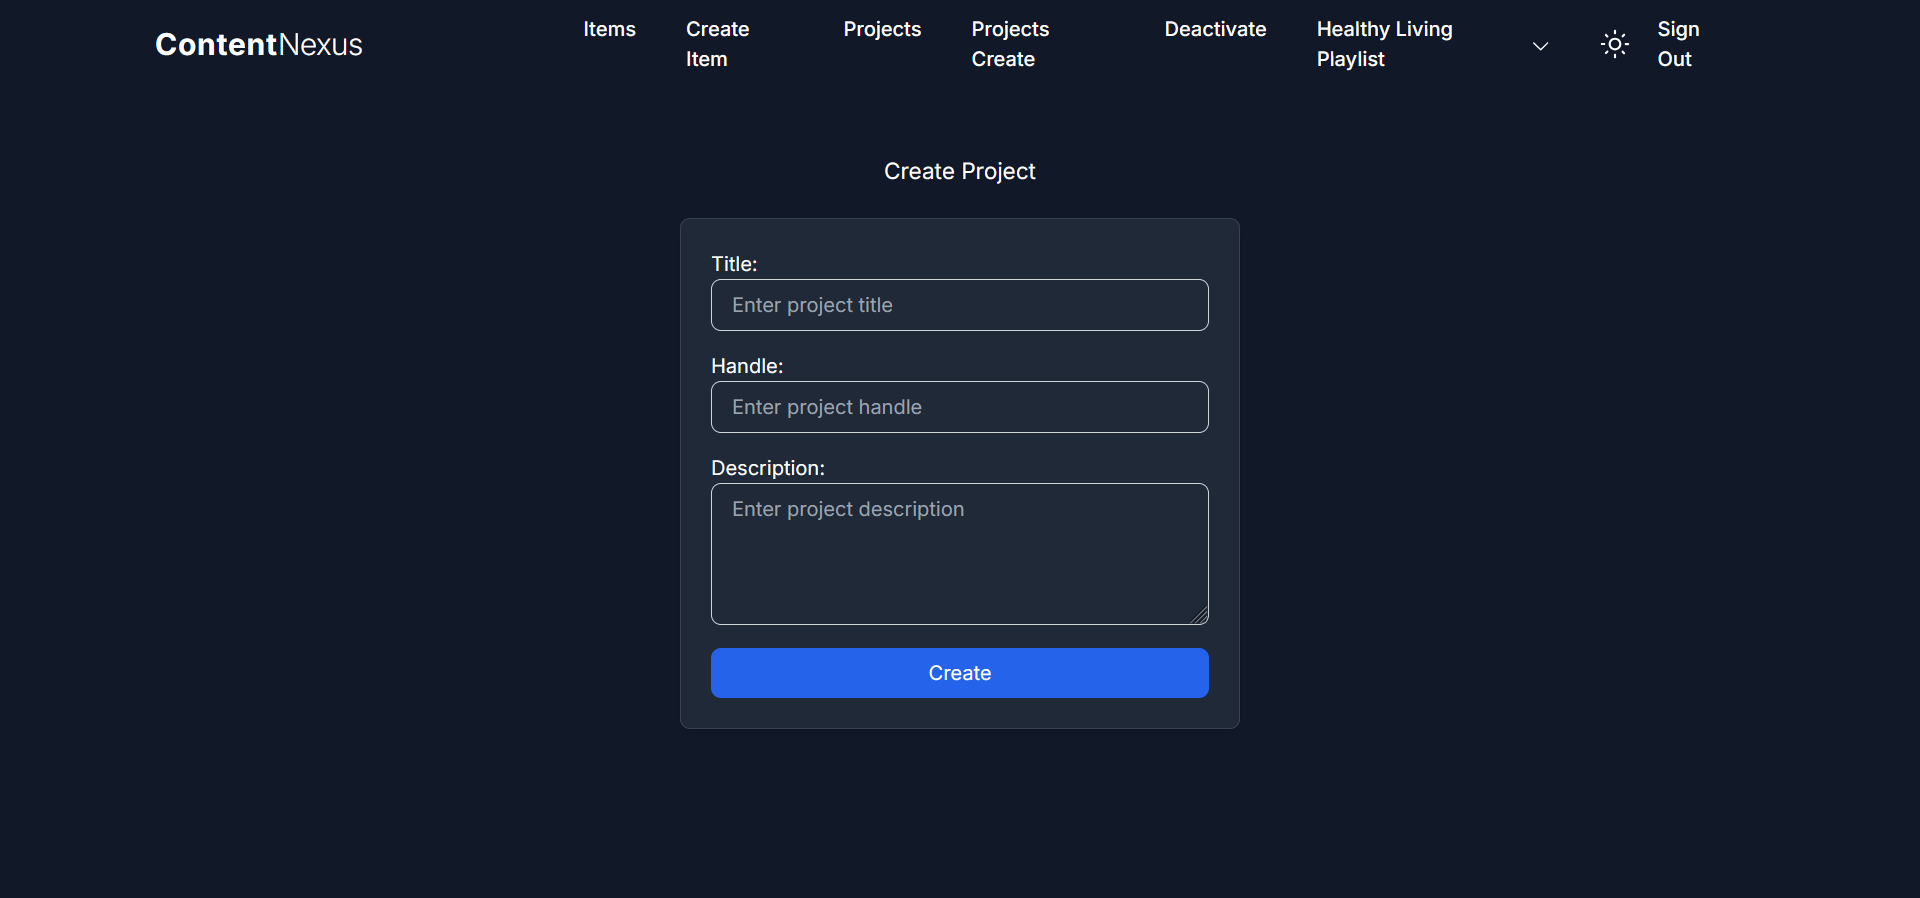 ContentNexus
Items
Create
Item
Projects
Projects
Create
Deactivate
Healthy Living
Playlist
Sign
Out
Create Project
Title:
Enter project title
Handle:
Enter project handle
Description:
Enter project description
Create